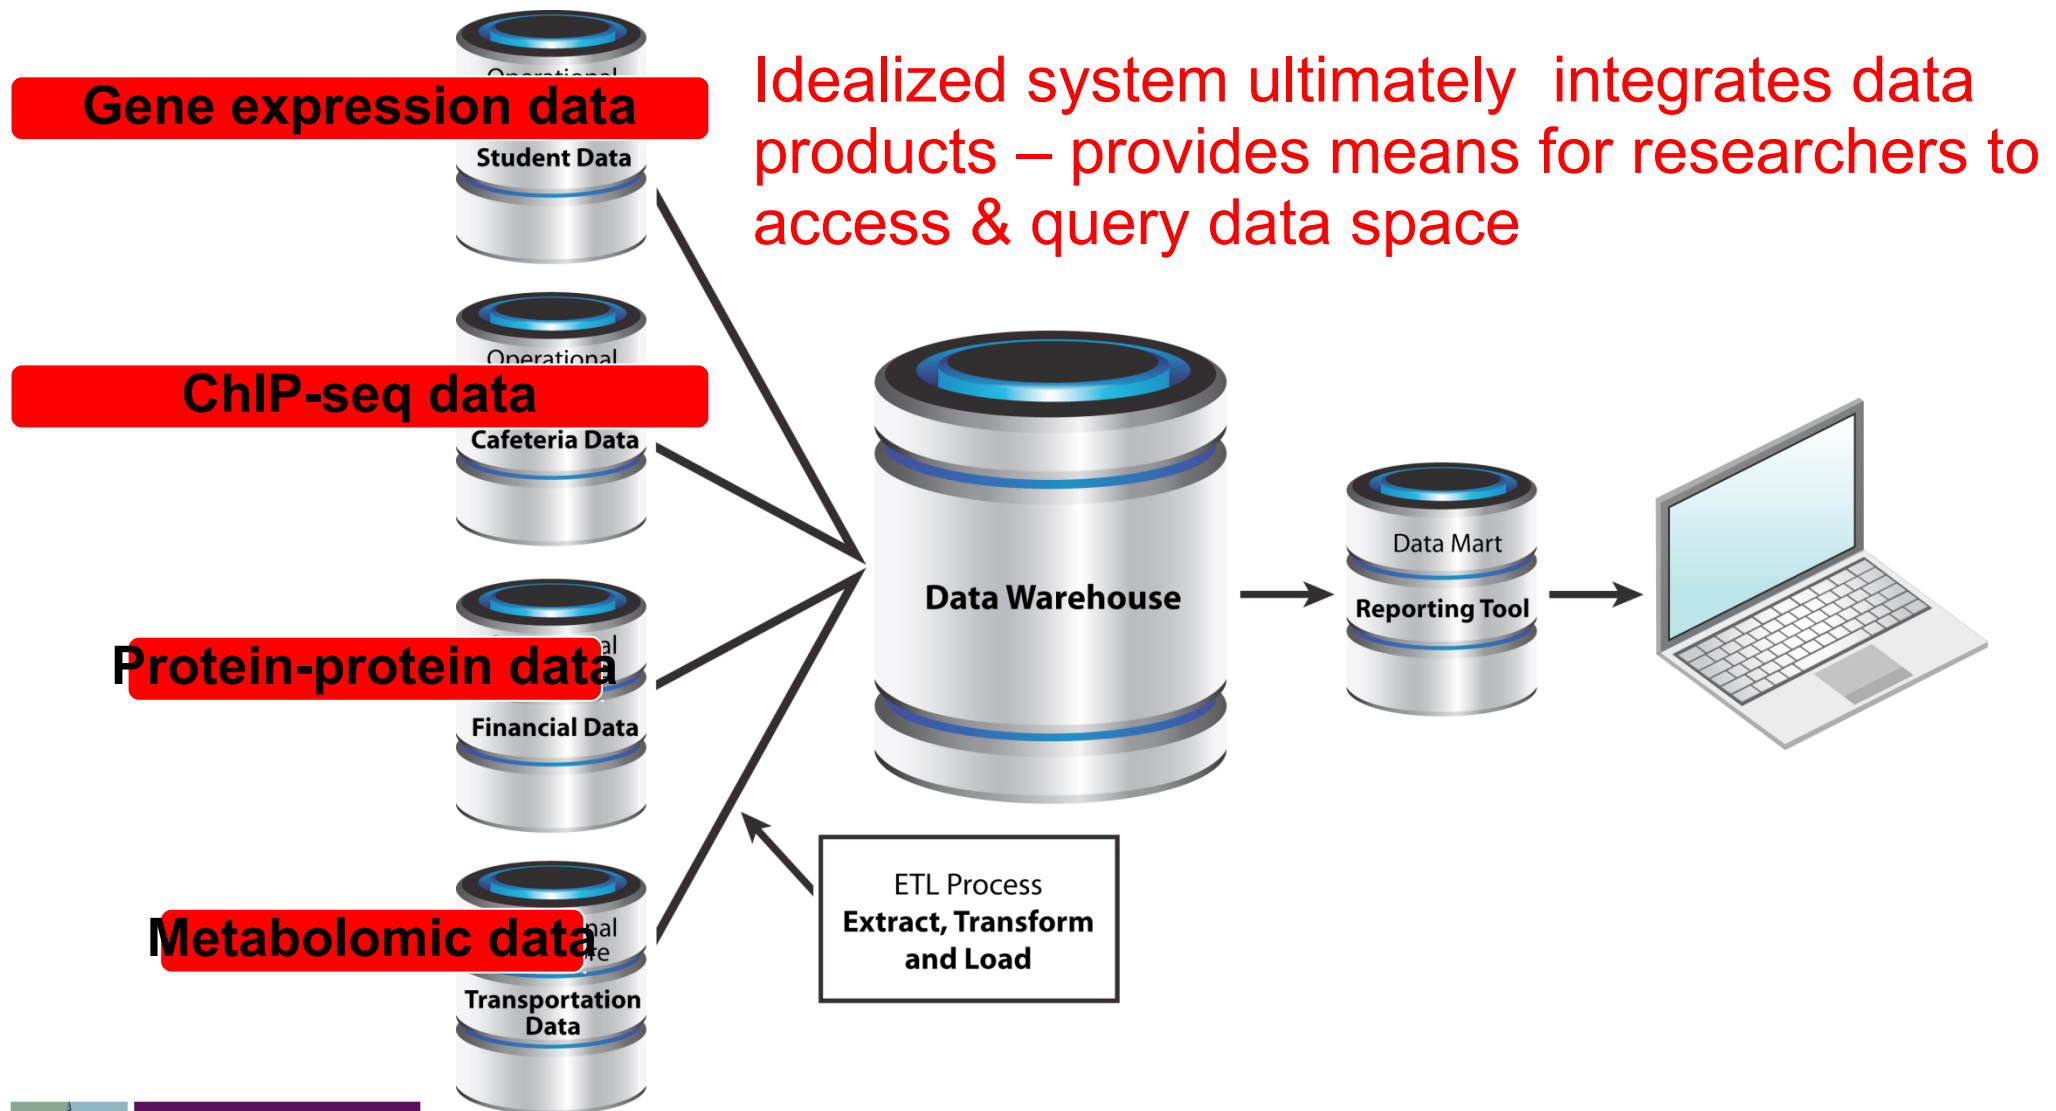 Idealized system ultimately  integrates data
products – provides means for researchers to
access & query data space
Operational
Gene expression data
Student Data
Operational
ChIP-seq data
Cafeteria Data
Protein-protein data
Financial Data
Metabolomic data
Transportation
Data
Data Warehouse
Data Mart
Reporting Tool
ETL Process
Extract, Transform
and Load